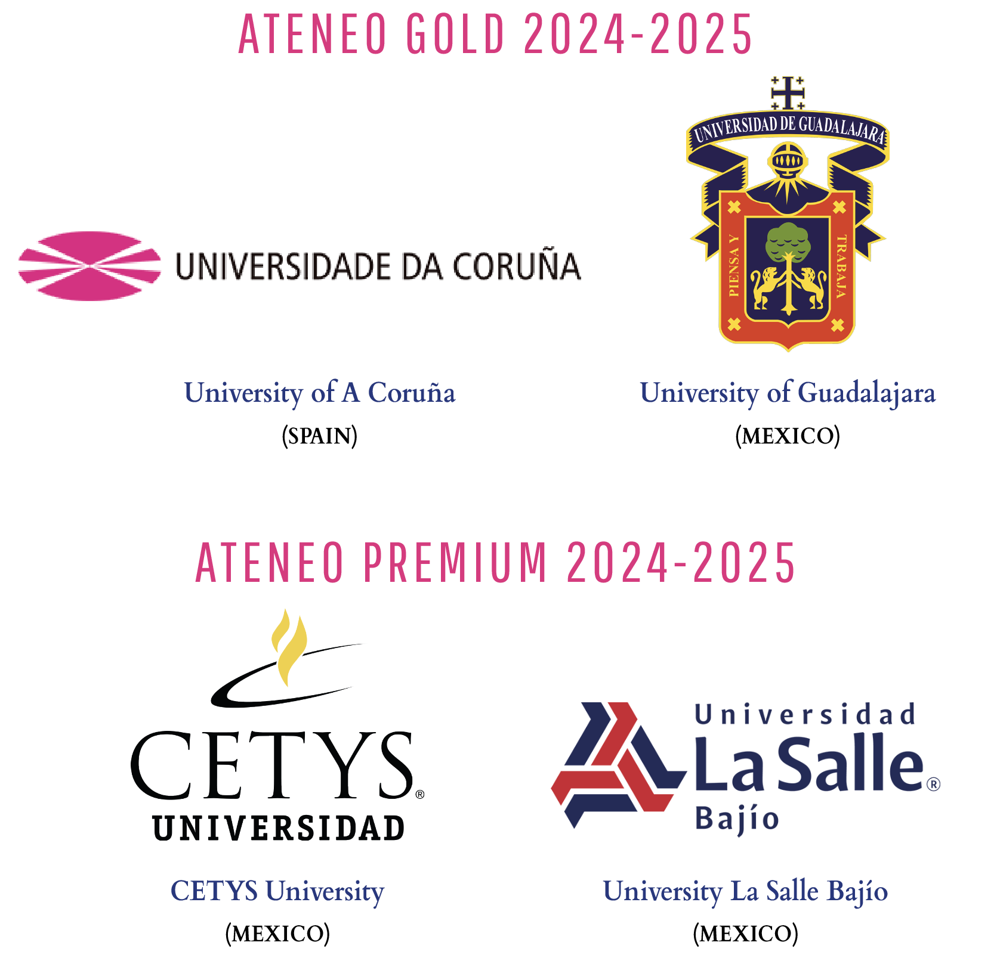 ATENEO GOLD 2024-2025
UNIVERSIDAD DE GUADALAJARA
PIENSA Y
TRABAJA
UNIVERSIDADE DA CORUÑA
University of A Coruña
(SPAIN)
University of Guadalajara
(MEXICO)
ATENEO PREMIUM 2024-2025
CETYS®
UNIVERSIDAD
Universidad
La Salle®
Bajío
CETYS University
(MEXICO)
University La Salle Bajío
(MEXICO)